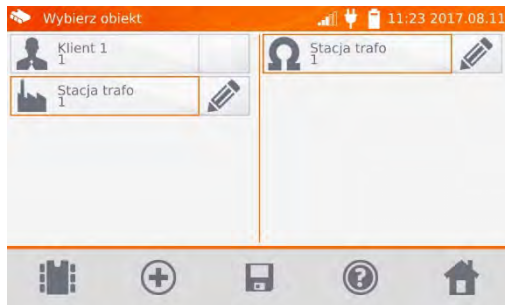 Wybierz obiekt
11:23 2017.08.11
Klient 1
1
Stacja trafo
1
Stacja trafo
1